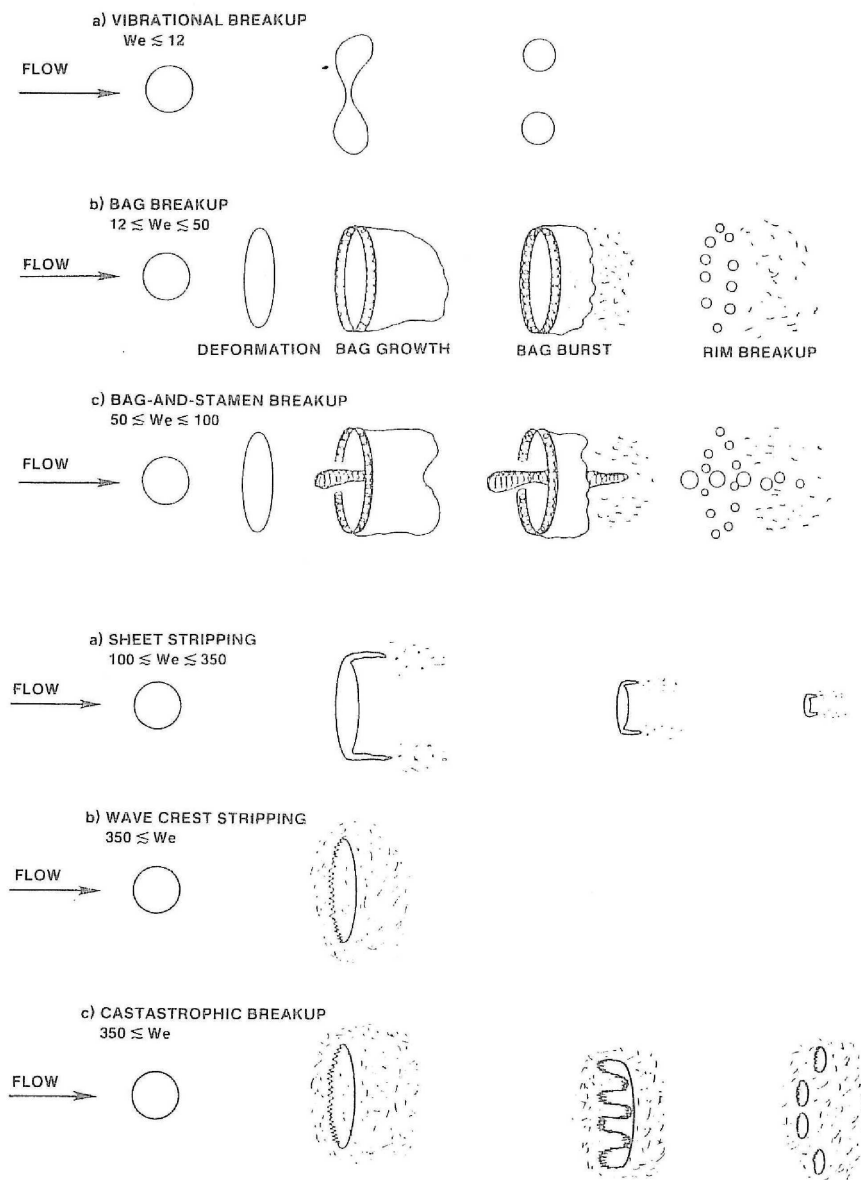 a) VIBRATIONAL BREAKUP
We ≲ 12
FLOW
b) BAG BREAKUP
12 ≲ We ≲ 50
FLOW
DEFORMATION BAG GROWTH BAG BURST RIM BREAKUP
c) BAG-AND-STAMEN BREAKUP
50 ≲ We ≲ 100
FLOW
a) SHEET STRIPPING
100 ≲ We ≲ 350
FLOW
b) WAVE CREST STRIPPING
350 ≲ We
FLOW
c) CASTASTROPHIC BREAKUP
350 ≲ We
FLOW